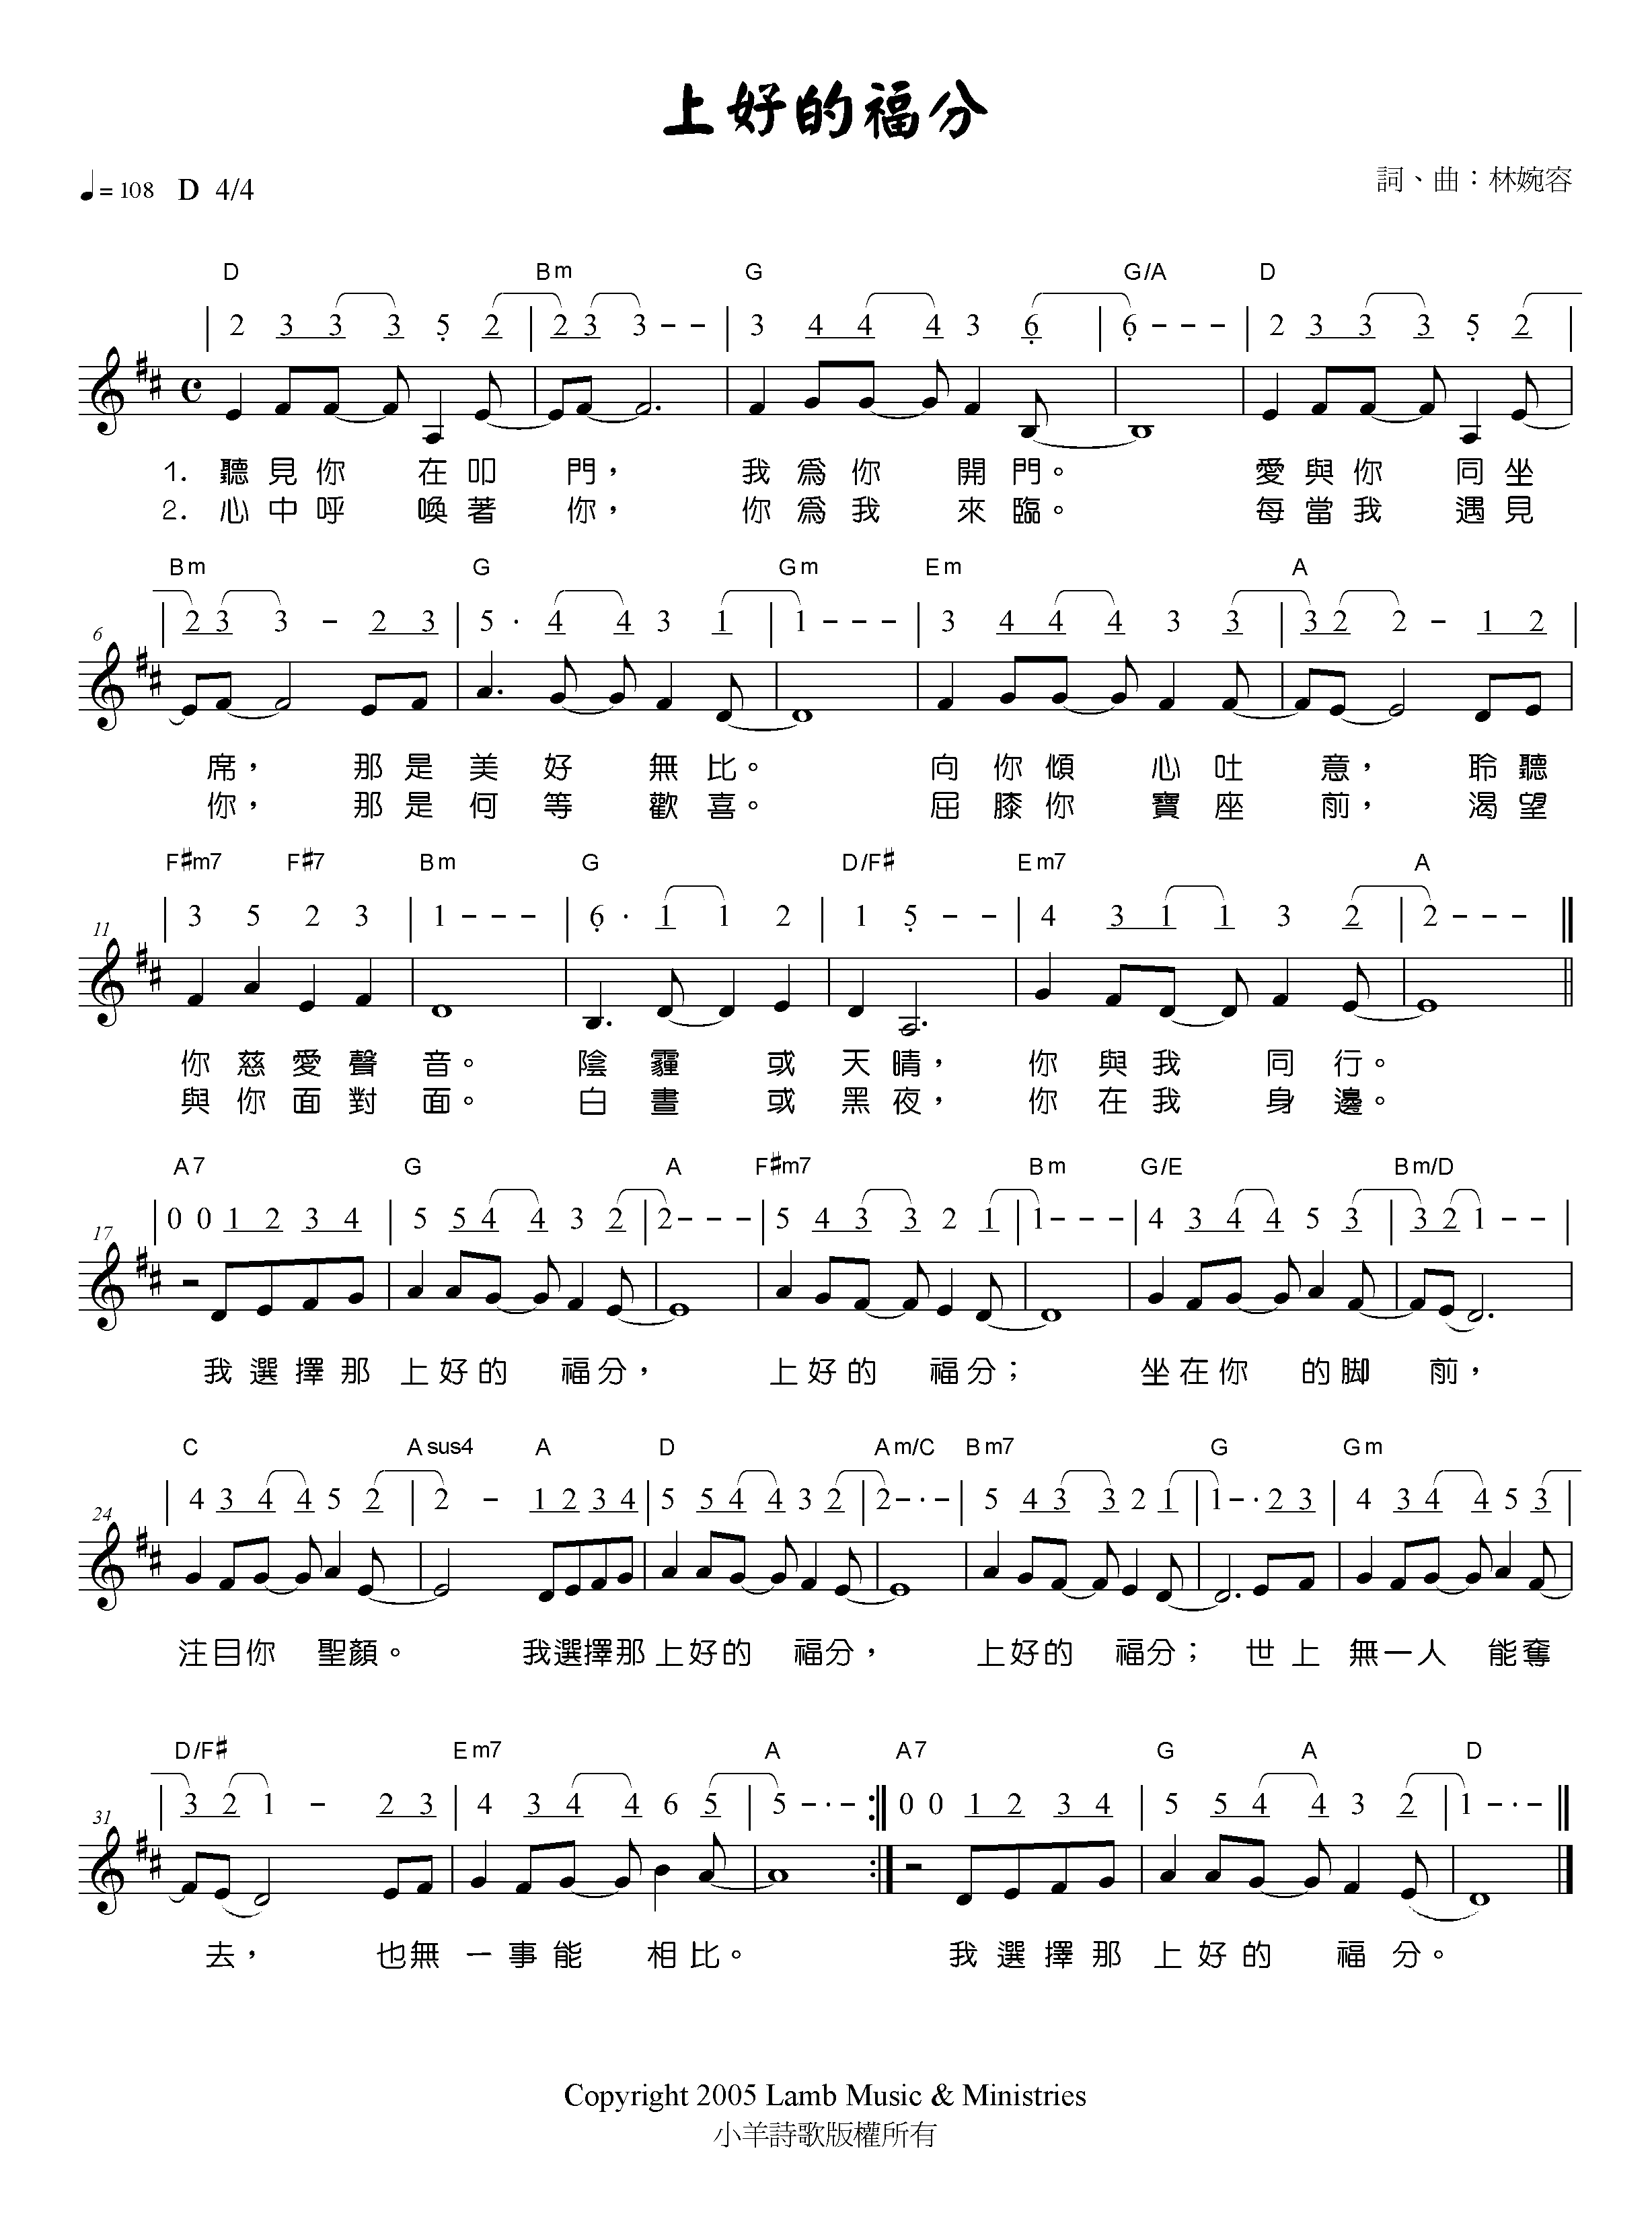 上好的福分
♩= 108 D 4/4
詞、曲：林婉容
D Bm G G/A D
| 2 3 3 3 5̣ 2 | 2 3 3 - - | 3 4 4 4 3 6̣ | 6̣ - - - | 2 3 3 3 5̣ 2 |
1. 聽見你 在叩 門， 我為你 開門。 愛與你 同坐
2. 心中呼 喚著 你， 你為我 來臨。 每當我 遇見
Bm G Gm Em A
6 | 2 3 3 - 2 3 | 5 · 4 4 3 1 | 1 - - - | 3 4 4 4 3 3 | 3 2 2 - 1 2 |
席， 那是美好 無比。 向你傾 心吐 意， 聆聽
你， 那是何等 歡喜。 屈膝你 寶座 前， 渴望
F#m7 F#7 Bm G D/F# Em7 A
11 | 3 5 2 3 | 1 - - - | 6̣ · 1 1 2 | 1 5̣ - - | 4 3 1 1 3 2 | 2 - - - ||
你慈愛聲音。 陰霾 或天晴， 你與我 同行。
與你面對面。 白晝 或黑夜， 你在我 身邊。
A7 G A F#m7 Bm G/E Bm/D
17 | 0 0 1 2 3 4 | 5 5 4 4 3 2 | 2 - - - | 5 4 3 3 2 1 | 1 - - - | 4 3 4 4 5 3 | 3 2 1 - - |
我選擇那上好的 福分， 上好的 福分； 坐在你 的脚 前，
C Asus4 A D Am/C Bm7 G Gm
24 | 4 3 4 4 5 2 | 2 - 1 2 3 4 | 5 5 4 4 3 2 | 2 - · - | 5 4 3 3 2 1 | 1 - · 2 3 | 4 3 4 4 5 3 |
注目你 聖顏。 我選擇那上好的 福分， 上好的 福分； 世上無一人 能奪
D/F# Em7 A A7 G A D
31 | 3 2 1 - 2 3 | 4 3 4 4 6 5 | 5 - · - :|| 0 0 1 2 3 4 | 5 5 4 4 3 2 | 1 - · - ||
去， 也無一事能 相比。 我選擇那上好的 福分。
Copyright 2005 Lamb Music & Ministries
小羊詩歌版權所有